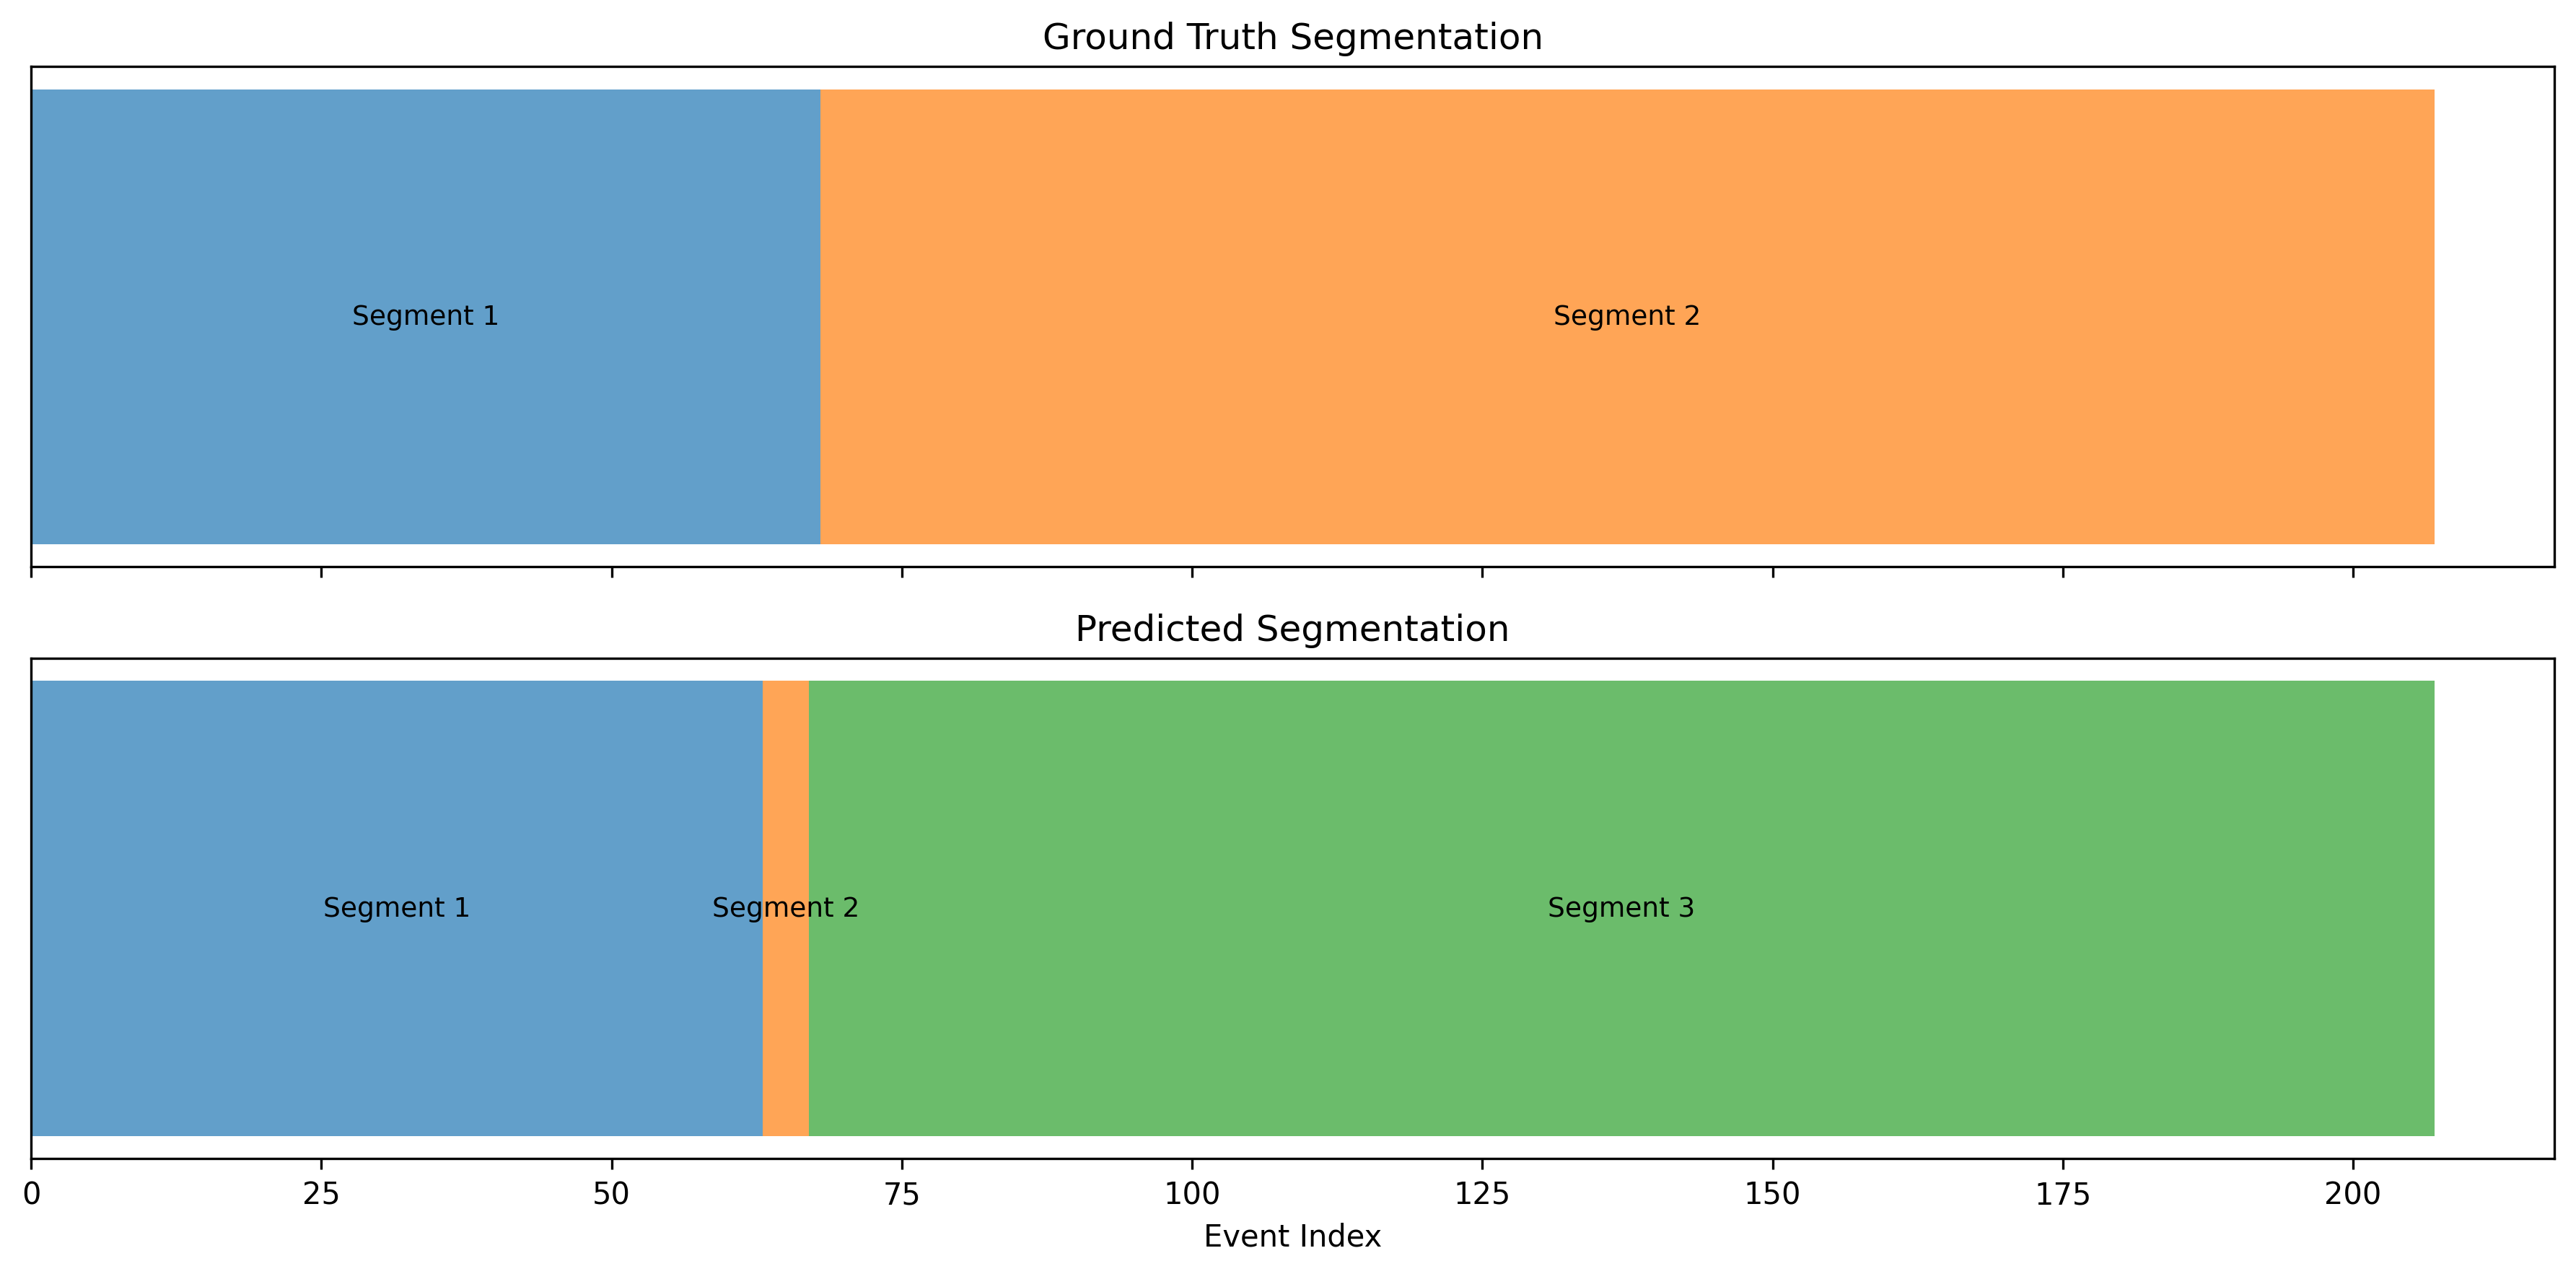 Ground Truth Segmentation
Segment 1 Segment 2
Predicted Segmentation
Segment 1 Segment 2 Segment 3
0 25 50 75 100 125 150 175 200
Event Index